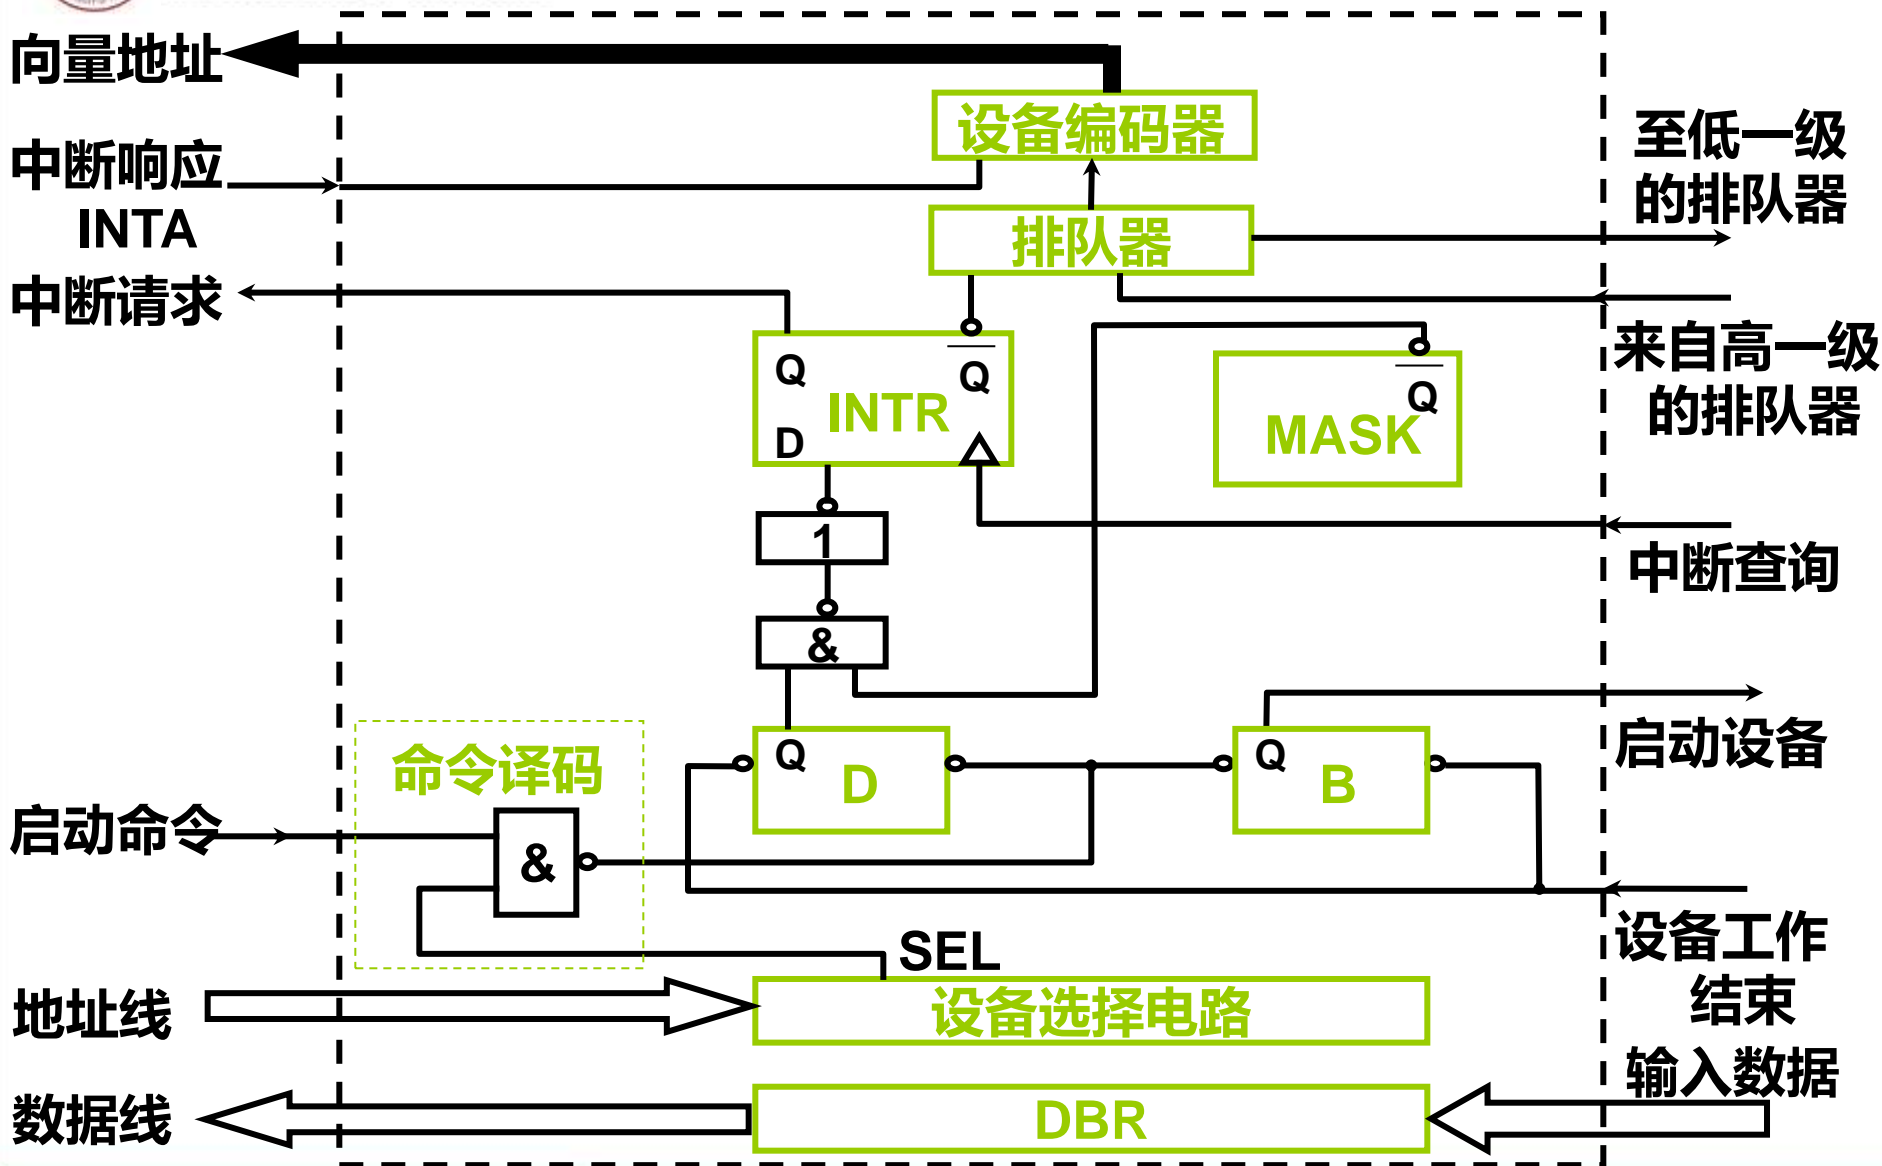 向量地址
设备编码器
至低一级
的排队器
中断响应
INTA
排队器
中断请求
来自高一级
的排队器
Q
Q
INTR
D
Q
MASK
1
中断查询
&
启动设备
命令译码
Q
D
Q
B
启动命令
&
设备工作
结束
SEL
地址线
设备选择电路
输入数据
数据线
DBR